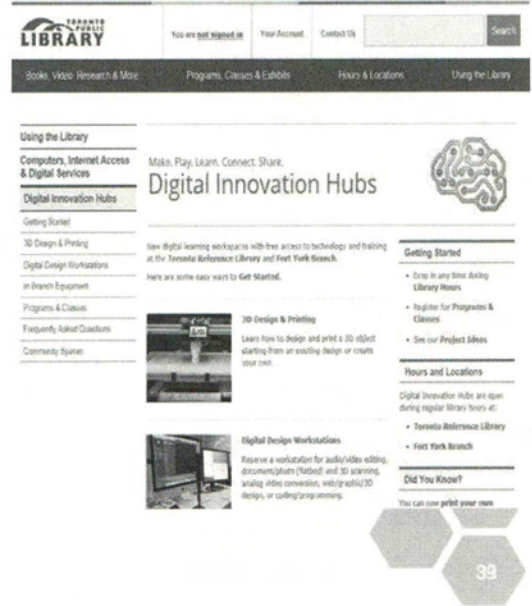 TORONTO
PUBLIC
LIBRARY
You are not signed in
Your Account
Contact Us
Search
Books, Video, Research & More
Programs, Classes & Exhibits
Hours & Locations
Using the Library
Using the Library
Computers, Internet Access
& Digital Services
Digital Innovation Hubs
Getting Started
3D Design & Printing
Digital Design Workstations
In Branch Equipment
Programs & Classes
Frequently Asked Questions
Community Spaces
Make. Play. Learn. Connect. Share.
Digital Innovation Hubs
New digital learning workspaces with free access to technology and training
at the Toronto Reference Library and Fort York Branch.
Here are some easy ways to Get Started.
3D Design & Printing
Learn how to design and print a 3D object
starting from an existing design or create
your own.
Digital Design Workstations
Reserve a workstation for audio/video editing,
document/photo (flatbed) and 3D scanning,
analog video conversion, web/graphic/3D
design, or coding/programming.
Getting Started
• Drop in any time during
Library Hours
• Register for Programs &
Classes
• See our Project Ideas
Hours and Locations
Digital Innovation Hubs are open
during regular library hours at:
• Toronto Reference Library
• Fort York Branch
Did You Know?
You can now print your own
39